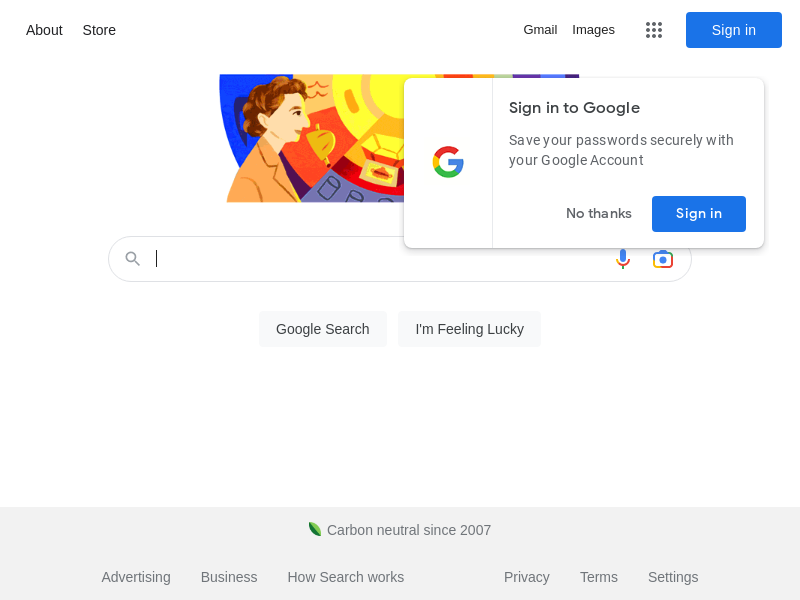 About
Store
Gmail
Images
Sign in
Sign in to Google
Save your passwords securely with
your Google Account
No thanks
Sign in
Google Search
I'm Feeling Lucky
Carbon neutral since 2007
Advertising
Business
How Search works
Privacy
Terms
Settings